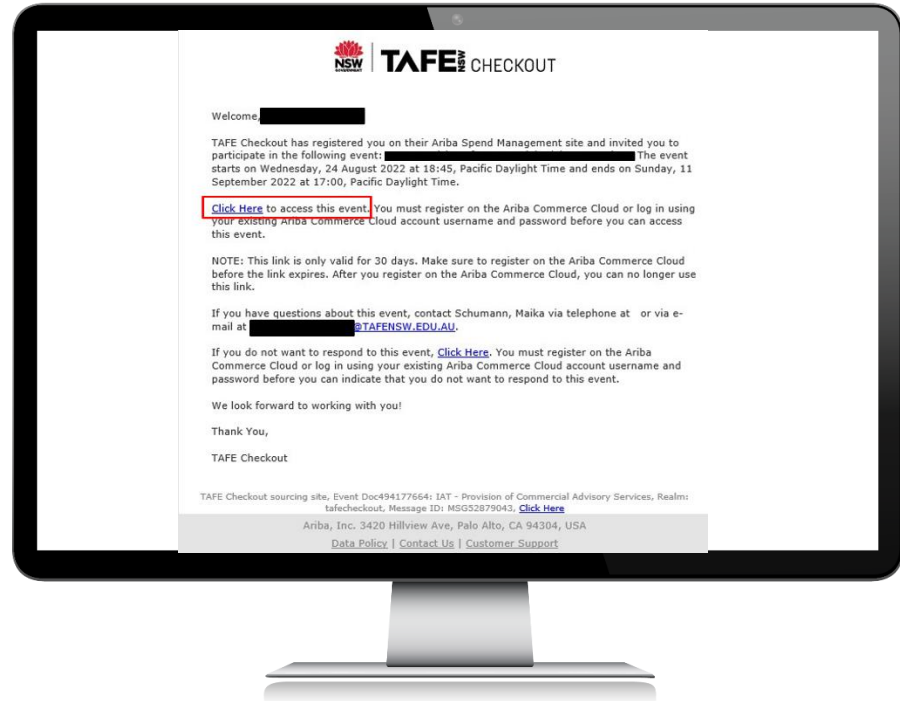 NSW GOVERNMENT TAFE NSW CHECKOUT
Welcome,
TAFE Checkout has registered you on their Ariba Spend Management site and invited you to
participate in the following event: The event
starts on Wednesday, 24 August 2022 at 18:45, Pacific Daylight Time and ends on Sunday, 11
September 2022 at 17:00, Pacific Daylight Time.
Click Here to access this event. You must register on the Ariba Commerce Cloud or log in using
your existing Ariba Commerce Cloud account username and password before you can access
this event.
NOTE: This link is only valid for 30 days. Make sure to register on the Ariba Commerce Cloud
before the link expires. After you register on the Ariba Commerce Cloud, you can no longer use
this link.
If you have questions about this event, contact Schumann, Maika via telephone at or via e-
mail at @TAFENSW.EDU.AU.
If you do not want to respond to this event, Click Here. You must register on the Ariba
Commerce Cloud or log in using your existing Ariba Commerce Cloud account username and
password before you can indicate that you do not want to respond to this event.
We look forward to working with you!
Thank You,
TAFE Checkout
TAFE Checkout sourcing site, Event Doc494177664: IAT - Provision of Commercial Advisory Services, Realm:
tafecheckout, Message ID: MSG52879043, Click Here
Ariba, Inc. 3420 Hillview Ave, Palo Alto, CA 94304, USA
Data Policy | Contact Us | Customer Support